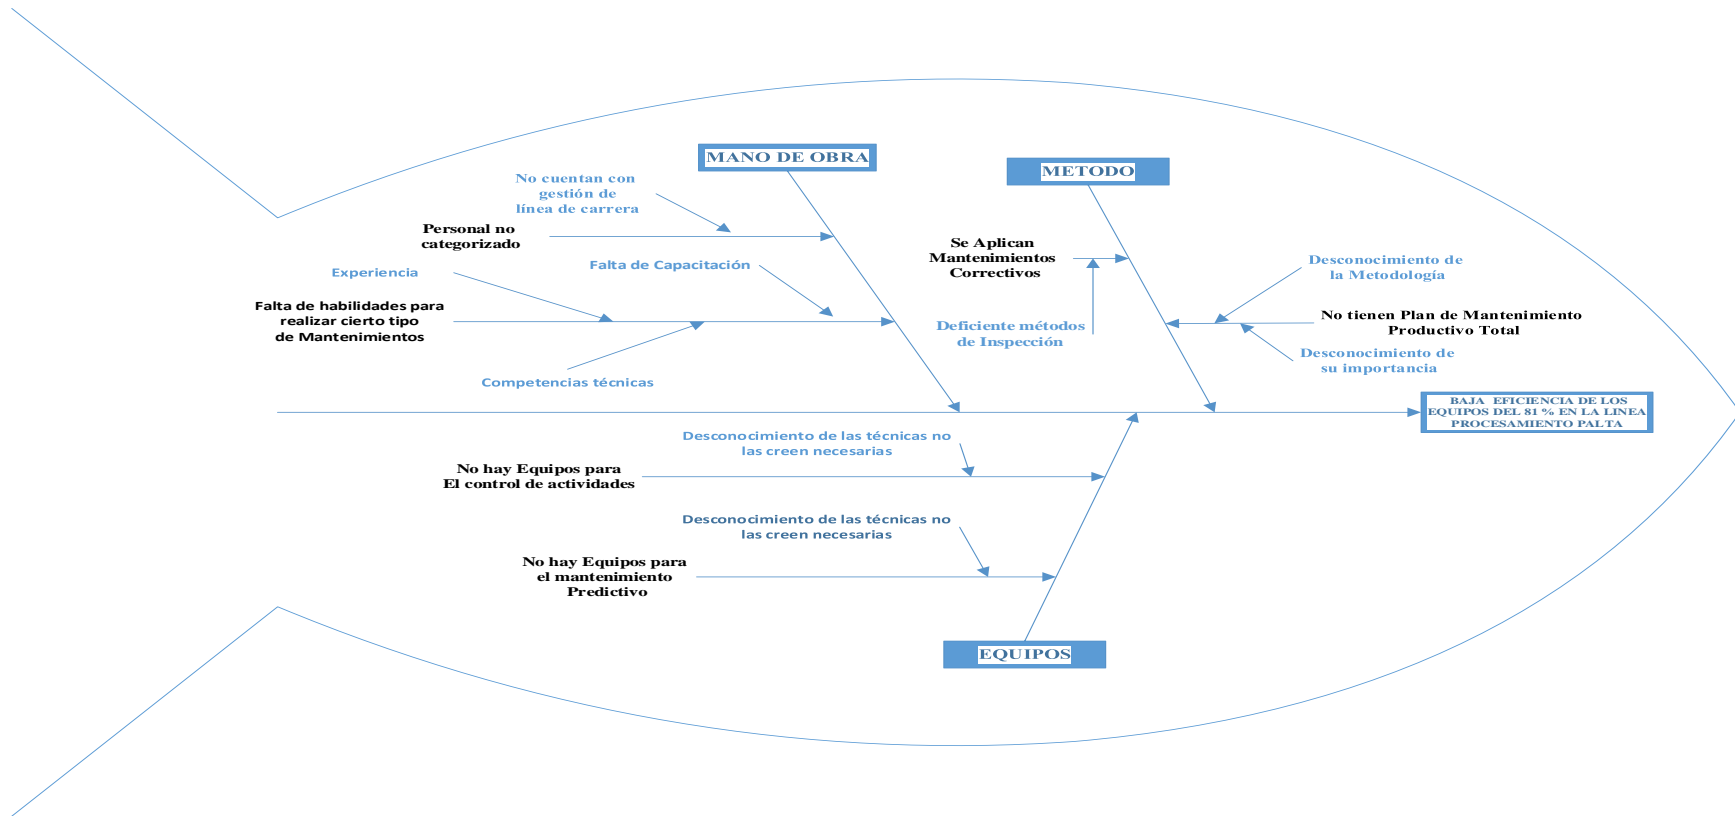 MANO DE OBRA
METODO
No cuentan con
gestión de
línea de carrera
Personal no
categorizado
Experiencia
Falta de Capacitación
Falta de habilidades para
realizar cierto tipo
de Mantenimientos
Competencias técnicas
Se Aplican
Mantenimientos
Correctivos
Deficiente métodos
de Inspección
Desconocimiento de
la Metodología
No tienen Plan de Mantenimiento
Productivo Total
Desconocimiento de
su importancia
BAJA EFICIENCIA DE LOS
EQUIPOS DEL 81 % EN LA LINEA
PROCESAMIENTO PALTA
Desconocimiento de las técnicas no
las creen necesarias
No hay Equipos para
El control de actividades
Desconocimiento de las técnicas no
las creen necesarias
No hay Equipos para
el mantenimiento
Predictivo
EQUIPOS